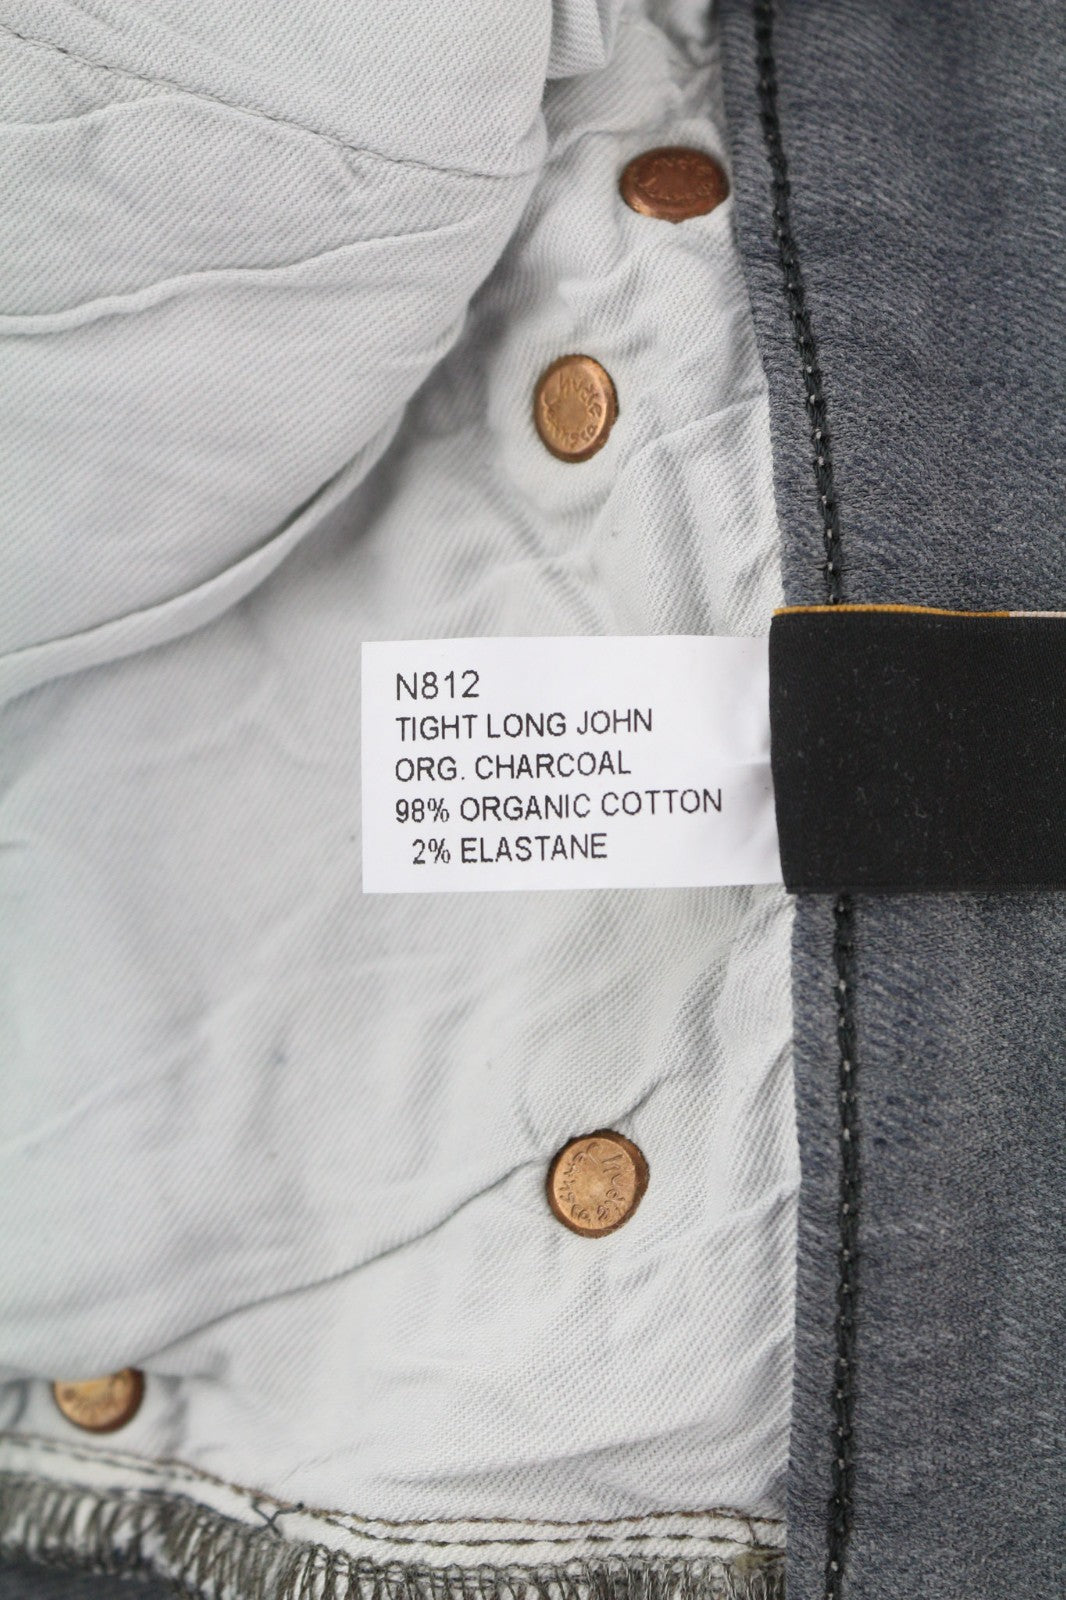 N812
TIGHT LONG JOHN
ORG. CHARCOAL
98% ORGANIC COTTON
2% ELASTANE